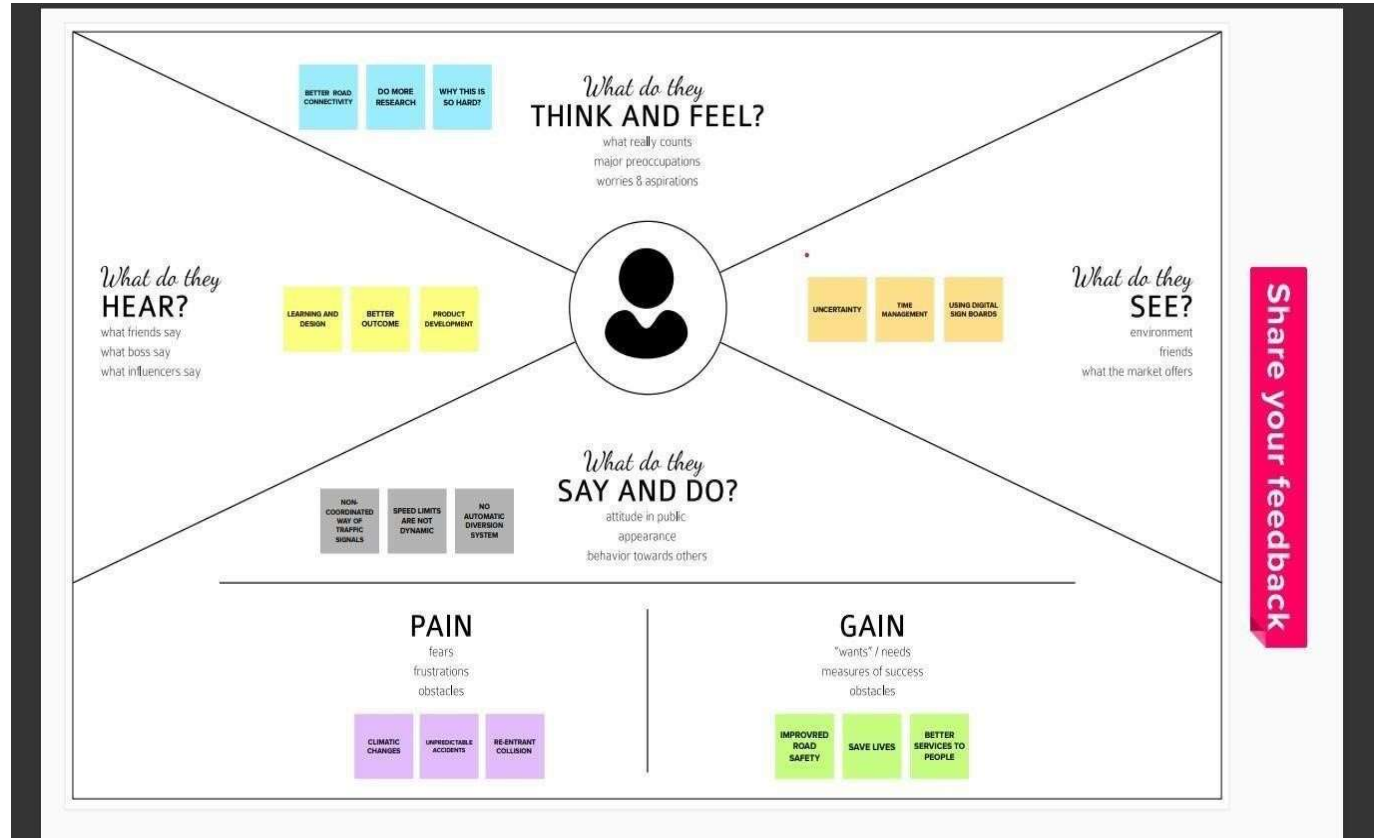 BETTER ROAD
CONNECTIVITY
DO MORE
RESEARCH
WHY THIS IS
SO HARD?
What do they
THINK AND FEEL?
what really counts
major preoccupations
worries & aspirations
What do they
HEAR?
what friends say
what boss say
what influencers say
LEARNING AND
DESIGN
BETTER
OUTCOME
PRODUCT
DEVELOPMENT
UNCERTAINTY
TIME
MANAGEMENT
USING DIGITAL
SIGN BOARDS
What do they
SEE?
environment
friends
what the market offers
Share your feedback
What do they
SAY AND DO?
attitude in public
appearance
behavior towards others
NON-
COORDINATED
WAY OF
TRAFFIC
SIGNALS
SPEED LIMITS
ARE NOT
DYNAMIC
NO
AUTOMATIC
DIVERSION
SYSTEM
PAIN
fears
frustrations
obstacles
CLIMATIC
CHANGES
UNPREDICTABLE
ACCIDENTS
RE-ENTRANT
COLLISION
GAIN
"wants" / needs
measures of success
obstacles
IMPROVRED
ROAD
SAFETY
SAVE LIVES
BETTER
SERVICES TO
PEOPLE